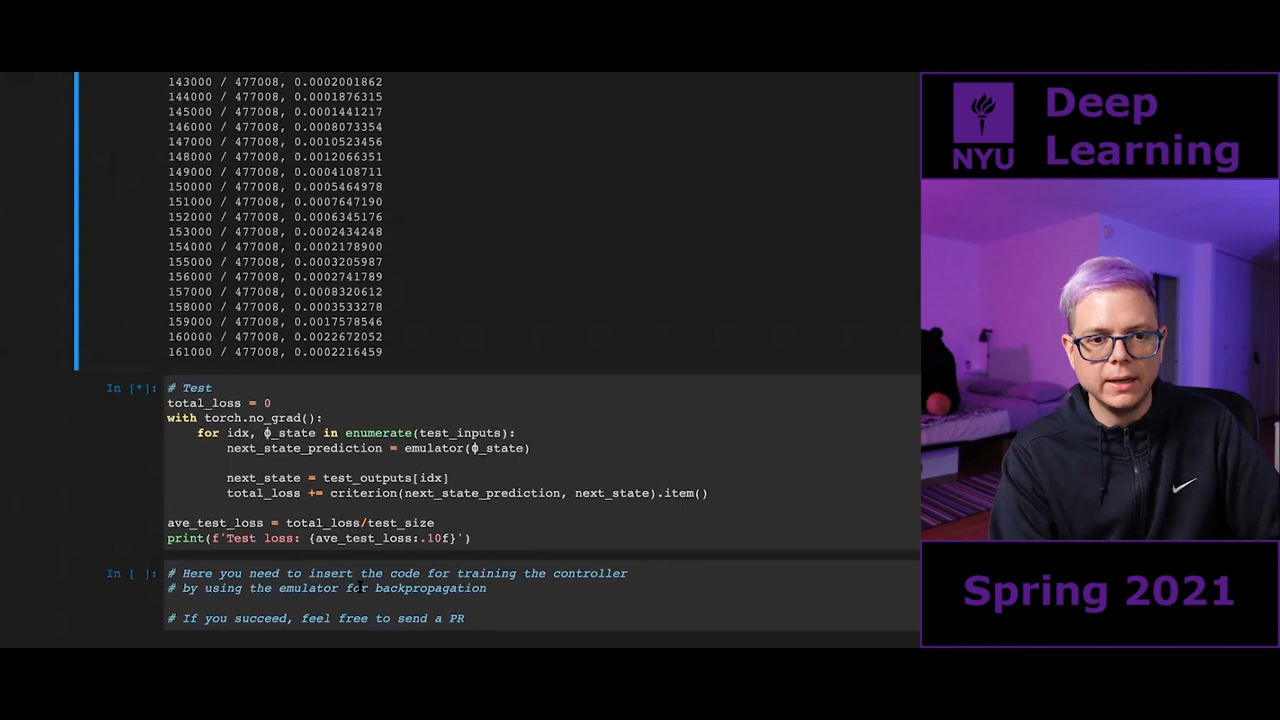 143000 / 477008, 0.0002001862
144000 / 477008, 0.0001876315
145000 / 477008, 0.0001441217
146000 / 477008, 0.0008073354
147000 / 477008, 0.0010523456
148000 / 477008, 0.0012066351
149000 / 477008, 0.0004108711
150000 / 477008, 0.0005464978
151000 / 477008, 0.0007647190
152000 / 477008, 0.0006345176
153000 / 477008, 0.0002434248
154000 / 477008, 0.0002178900
155000 / 477008, 0.0003205987
156000 / 477008, 0.0002741789
157000 / 477008, 0.0008320612
158000 / 477008, 0.0003533278
159000 / 477008, 0.0017578546
160000 / 477008, 0.0022672052
161000 / 477008, 0.0002216459
In [*]: # Test
total_loss = 0
with torch.no_grad():
for idx, ϕ_state in enumerate(test_inputs):
next_state_prediction = emulator(ϕ_state)
next_state = test_outputs[idx]
total_loss += criterion(next_state_prediction, next_state).item()
ave_test_loss = total_loss/test_size
print(f'Test loss: {ave_test_loss:.10f}')
In [ ]: # Here you need to insert the code for training the controller
# by using the emulator for backpropagation
# If you succeed, feel free to send a PR
NYU
Deep
Learning
Spring 2021